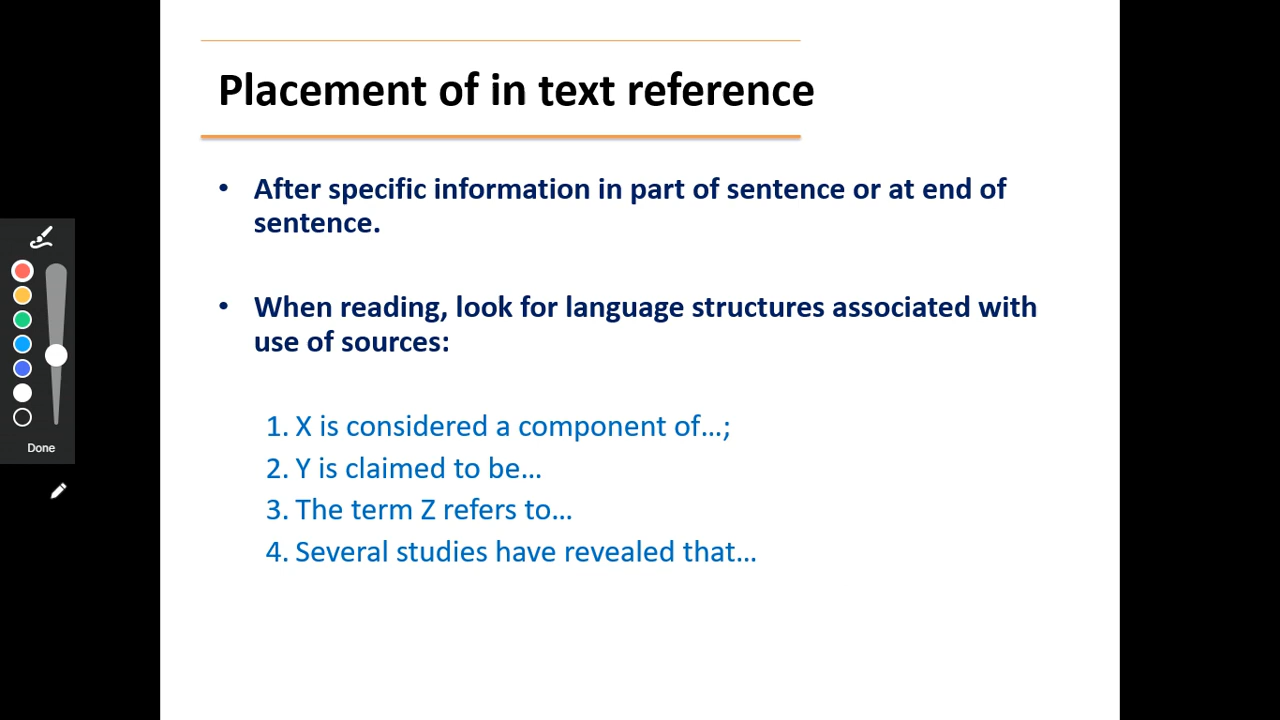 Placement of in text reference
• After specific information in part of sentence or at end of
sentence.
• When reading, look for language structures associated with
use of sources:
1. X is considered a component of...;
2. Y is claimed to be...
3. The term Z refers to...
4. Several studies have revealed that...
Done